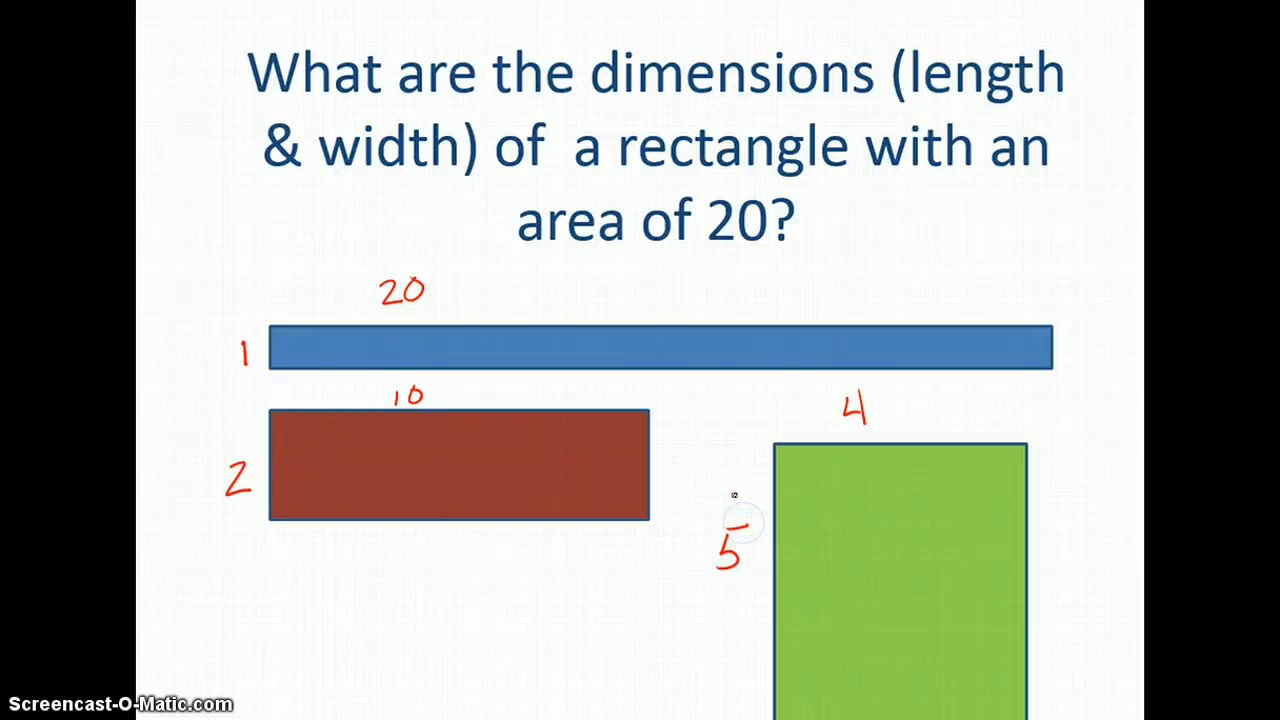 What are the dimensions (length
& width) of a rectangle with an
area of 20?
20
1
10
2
4
5
Screencast-O-Matic.com